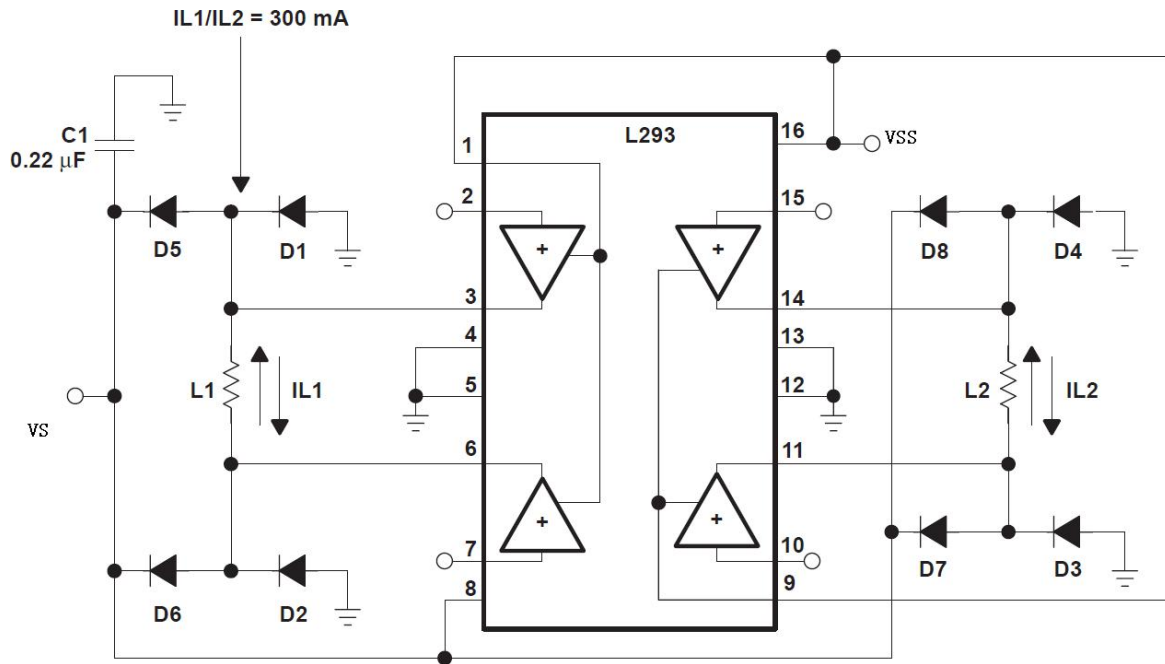 IL1/IL2 = 300 mA
C1
0.22 µF
L293
VSS
1
2
3
4
5
6
7
8
16
15
14
13
12
11
10
9
+
+
+
+
D5
D1
D8
D4
L1
IL1
L2
IL2
VS
D6
D2
D7
D3